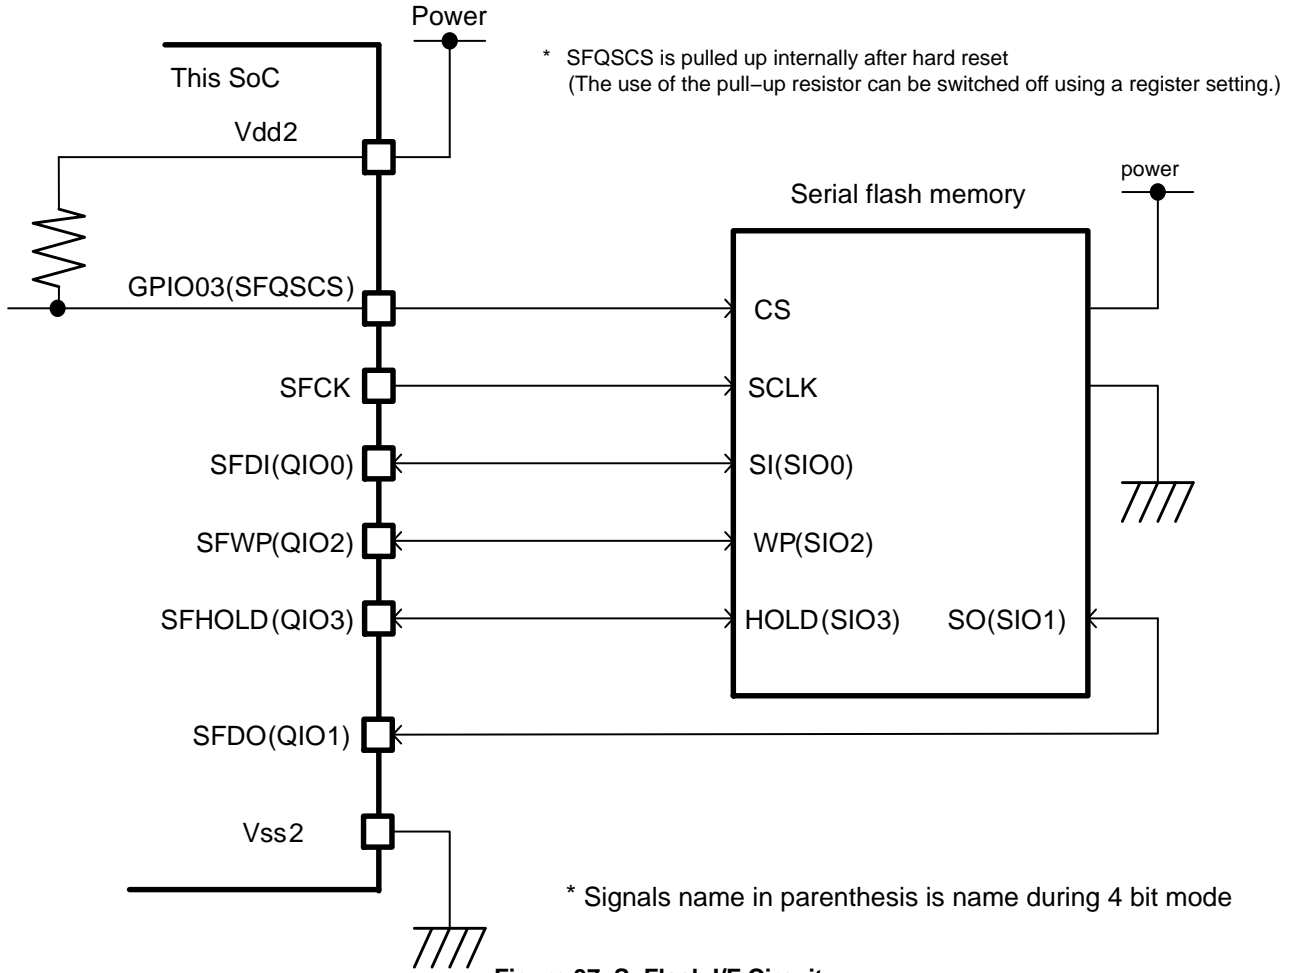 Power
* SFQSCS is pulled up internally after hard reset
(The use of the pull−up resistor can be switched off using a register setting.)
This SoC
Vdd2
power
Serial flash memory
GPIO03(SFQSCS)
CS
SFCK
SCLK
SFDI(QIO0)
SI(SIO0)
SFWP(QIO2)
WP(SIO2)
SFHOLD(QIO3)
HOLD(SIO3)
SO(SIO1)
SFDO(QIO1)
Vss2
* Signals name in parenthesis is name during 4 bit mode